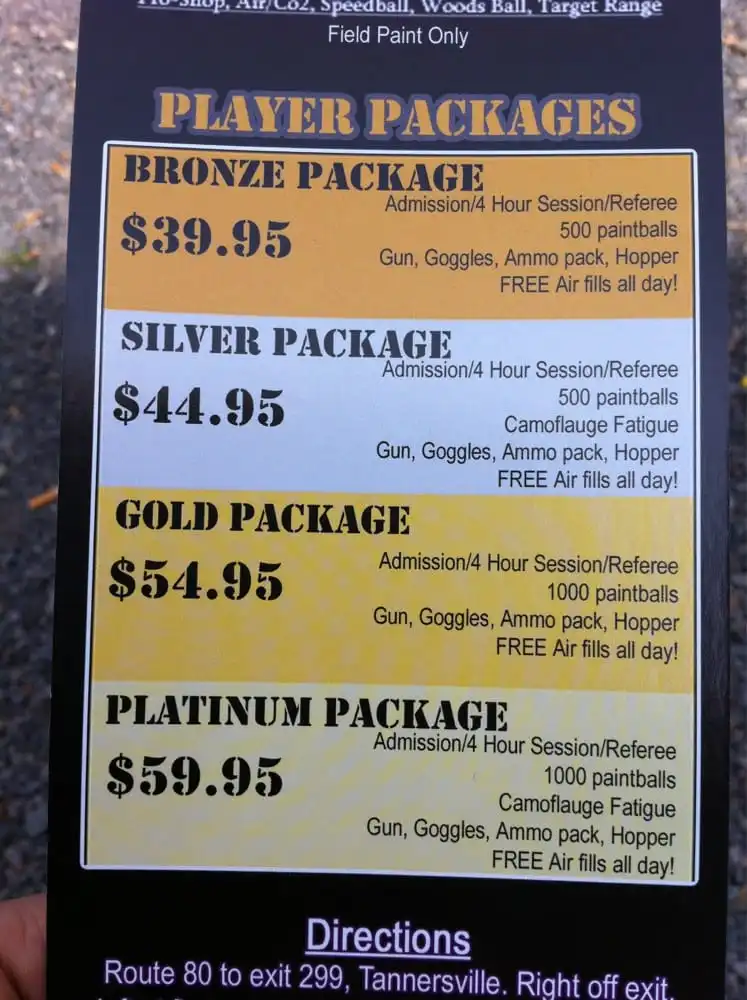 Pro-Shop, Air/Co2, Speedball, Woods Ball, Target Range
Field Paint Only
PLAYER PACKAGES
BRONZE PACKAGE
$39.95
Admission/4 Hour Session/Referee
500 paintballs
Gun, Goggles, Ammo pack, Hopper
FREE Air fills all day!
SILVER PACKAGE
$44.95
Admission/4 Hour Session/Referee
500 paintballs
Camoflauge Fatigue
Gun, Goggles, Ammo pack, Hopper
FREE Air fills all day!
GOLD PACKAGE
$54.95
Admission/4 Hour Session/Referee
1000 paintballs
Gun, Goggles, Ammo pack, Hopper
FREE Air fills all day!
PLATINUM PACKAGE
$59.95
Admission/4 Hour Session/Referee
1000 paintballs
Camoflauge Fatigue
Gun, Goggles, Ammo pack, Hopper
FREE Air fills all day!
Directions
Route 80 to exit 299, Tannersville. Right off exit,